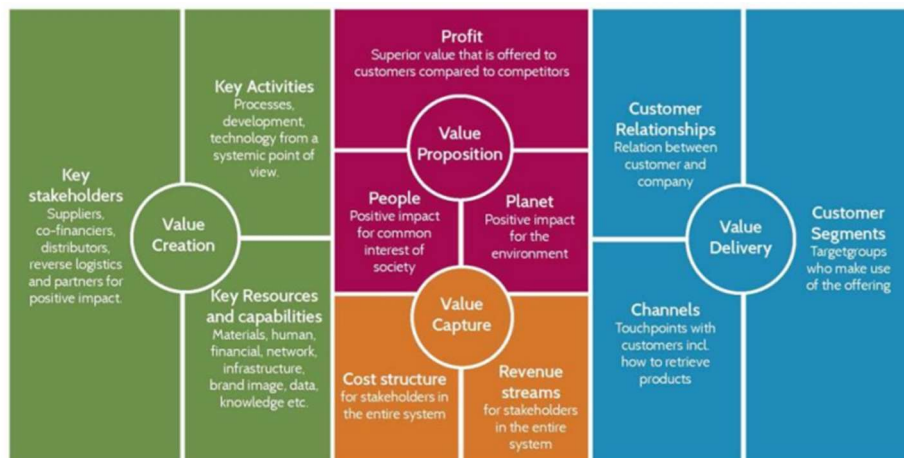 Key
stakeholders
Suppliers,
co-financiers,
distributors,
reverse logistics
and partners for
positive impact.
Key Activities
Processes,
development,
technology from a
systemic point of
view.
Value
Creation
Key Resources
and capabilities
Materials, human,
financial, network,
infrastructure,
brand image, data,
knowledge etc.
Profit
Superior value that is offered to
customers compared to competitors
Value
Proposition
People
Positive impact
for common
interest of
society
Planet
Positive impact
for the
environment
Value
Capture
Cost structure
for stakeholders in
the entire system
Revenue
streams
for stakeholders
in the entire
system
Customer
Relationships
Relation between
customer and
company
Value
Delivery
Channels
Touchpoints with
customers incl.
how to retrieve
products
Customer
Segments
Targetgroups
who make use
of the offering